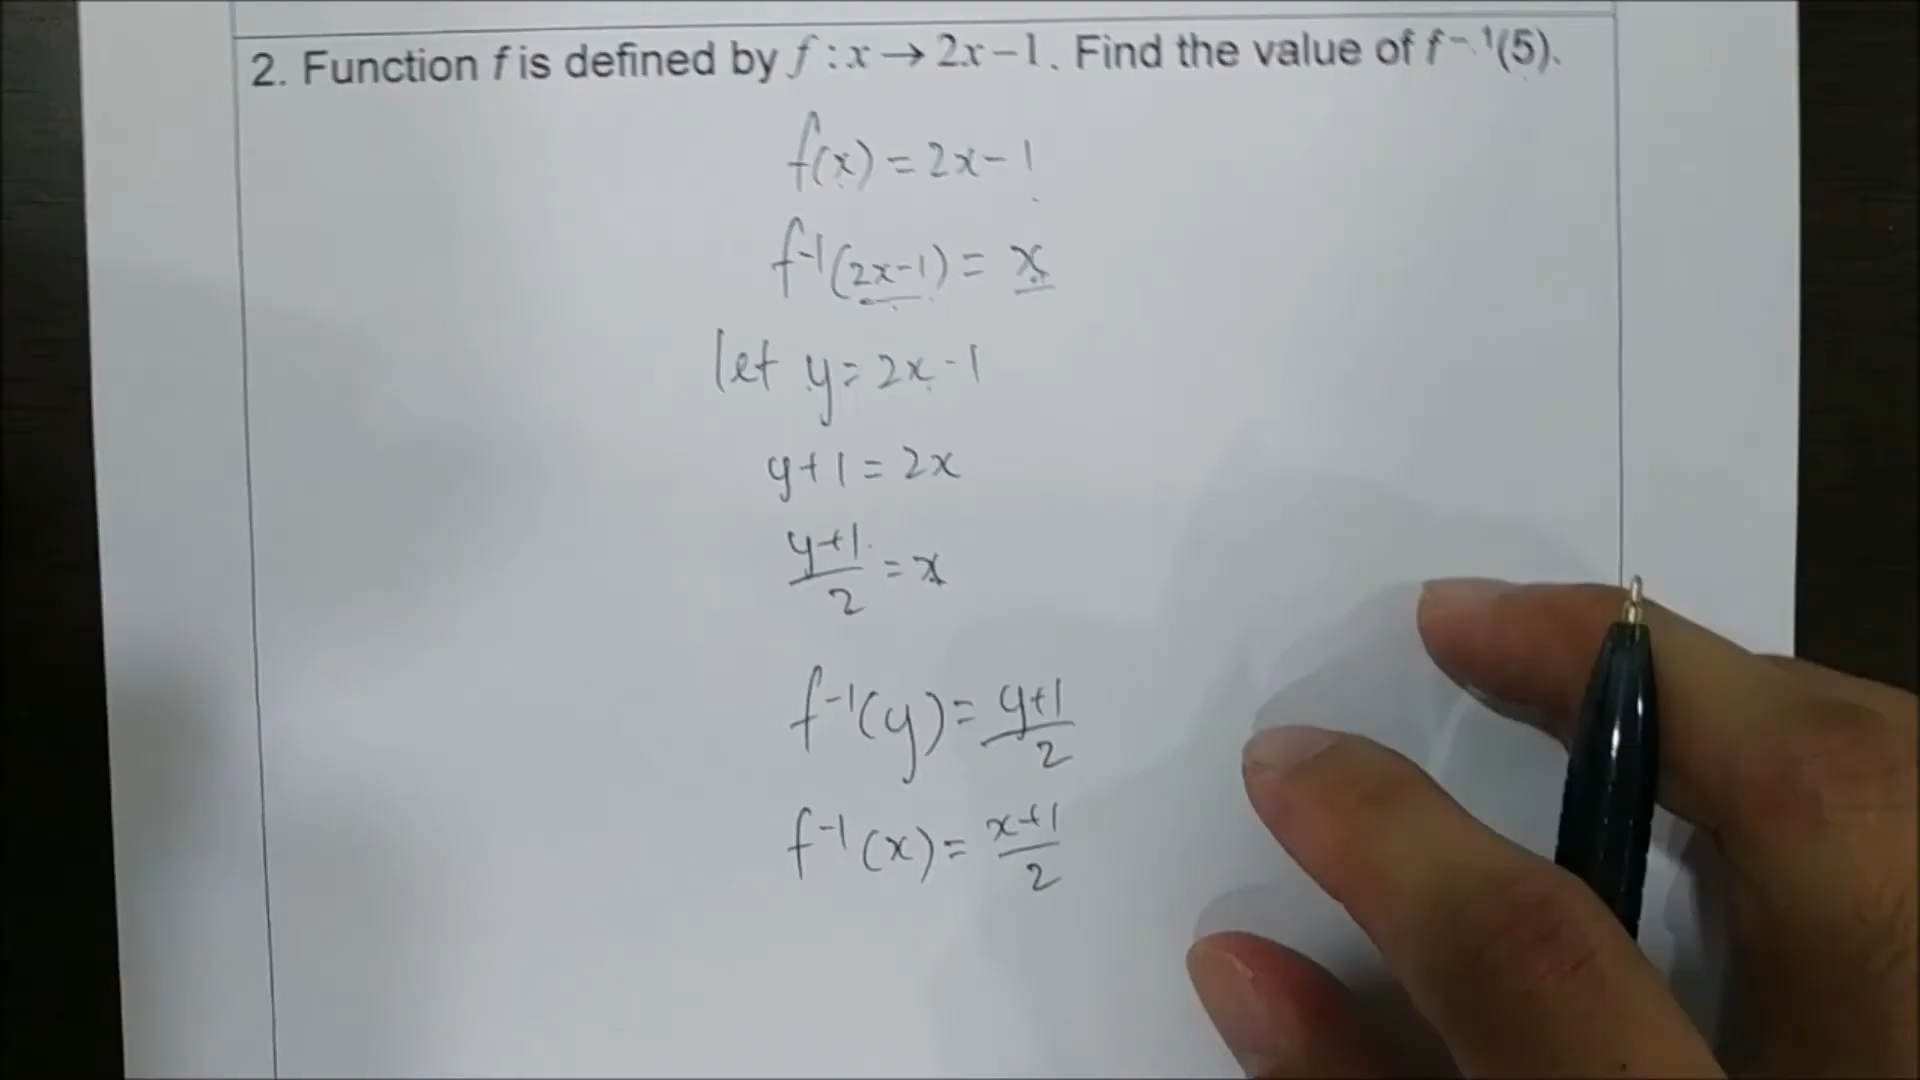 2. Function f is defined by f : x → 2x − 1. Find the value of f⁻¹(5).
f(x) = 2x − 1
f⁻¹(2x−1) = x
let y = 2x − 1
y + 1 = 2x
(y+1)/2 = x
f⁻¹(y) = (y+1)/2
f⁻¹(x) = (x+1)/2